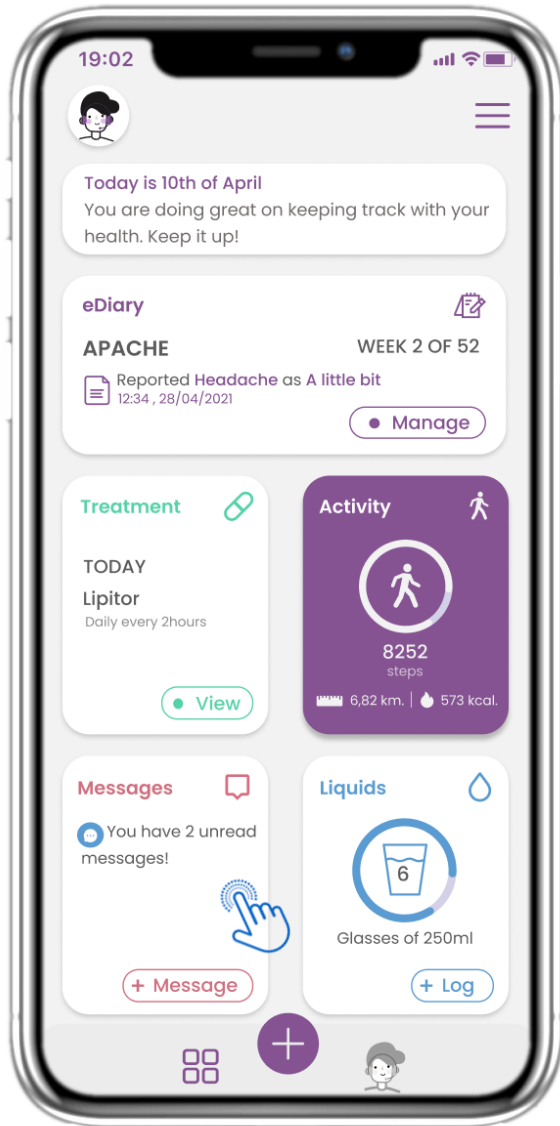 19:02
Today is 10th of April
You are doing great on keeping track with your
health. Keep it up!
eDiary
APACHE
WEEK 2 OF 52
Reported Headache as A little bit
12:34 , 28/04/2021
Manage
Treatment
TODAY
Lipitor
Daily every 2hours
View
Activity
8252
steps
6,82 km.
573 kcal.
Messages
You have 2 unread
messages!
+ Message
Liquids
6
Glasses of 250ml
+ Log